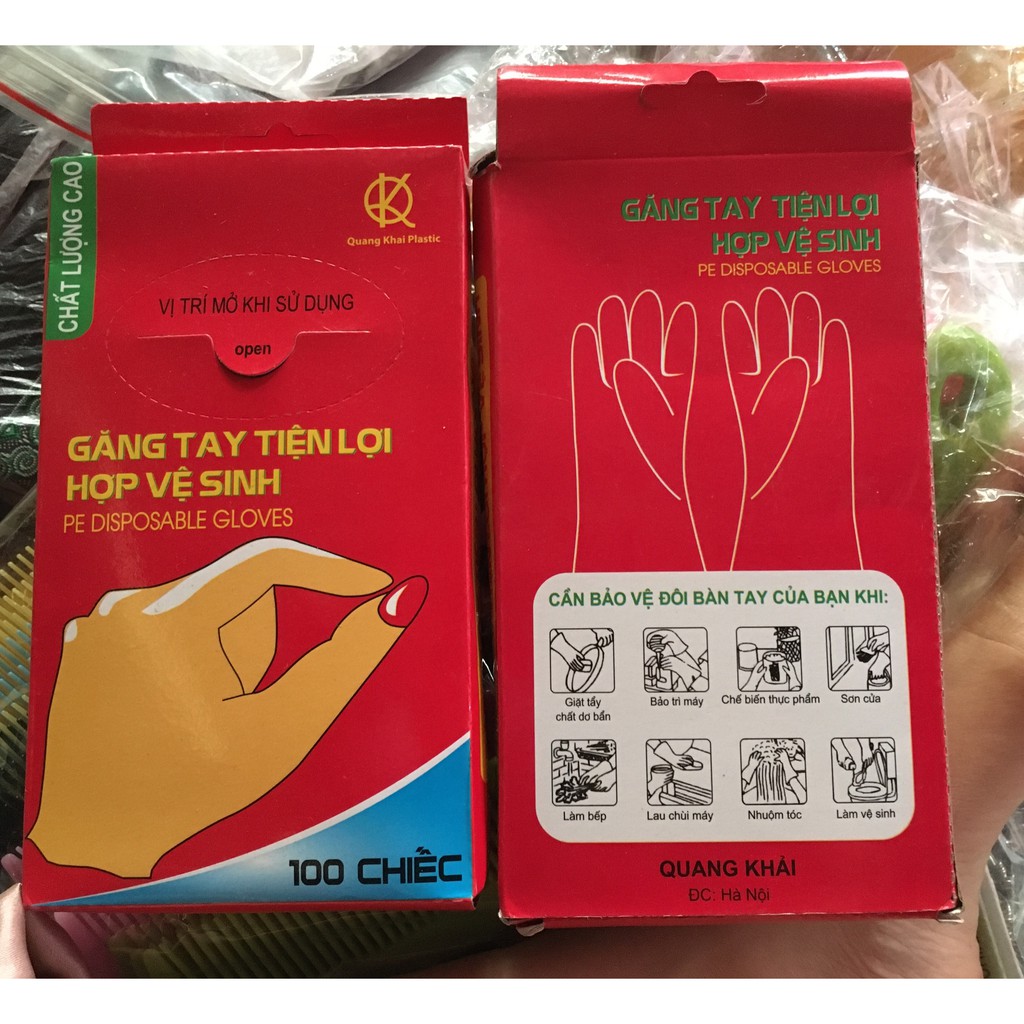 CHẤT LƯỢNG CAO
Quang Khai Plastic
VỊ TRÍ MỞ KHI SỬ DỤNG
open
GĂNG TAY TIỆN LỢI
HỢP VỆ SINH
PE DISPOSABLE GLOVES
100 CHIẾC
GĂNG TAY TIỆN LỢI
HỢP VỆ SINH
PE DISPOSABLE GLOVES
CẦN BẢO VỆ ĐÔI BÀN TAY CỦA BẠN KHI:
Giặt tẩy
chất dơ bẩn
Bảo trì máy
Chế biến thực phẩm
Sơn cửa
Làm bếp
Lau chùi máy
Nhuộm tóc
Làm vệ sinh
QUANG KHẢI
ĐC: Hà Nội